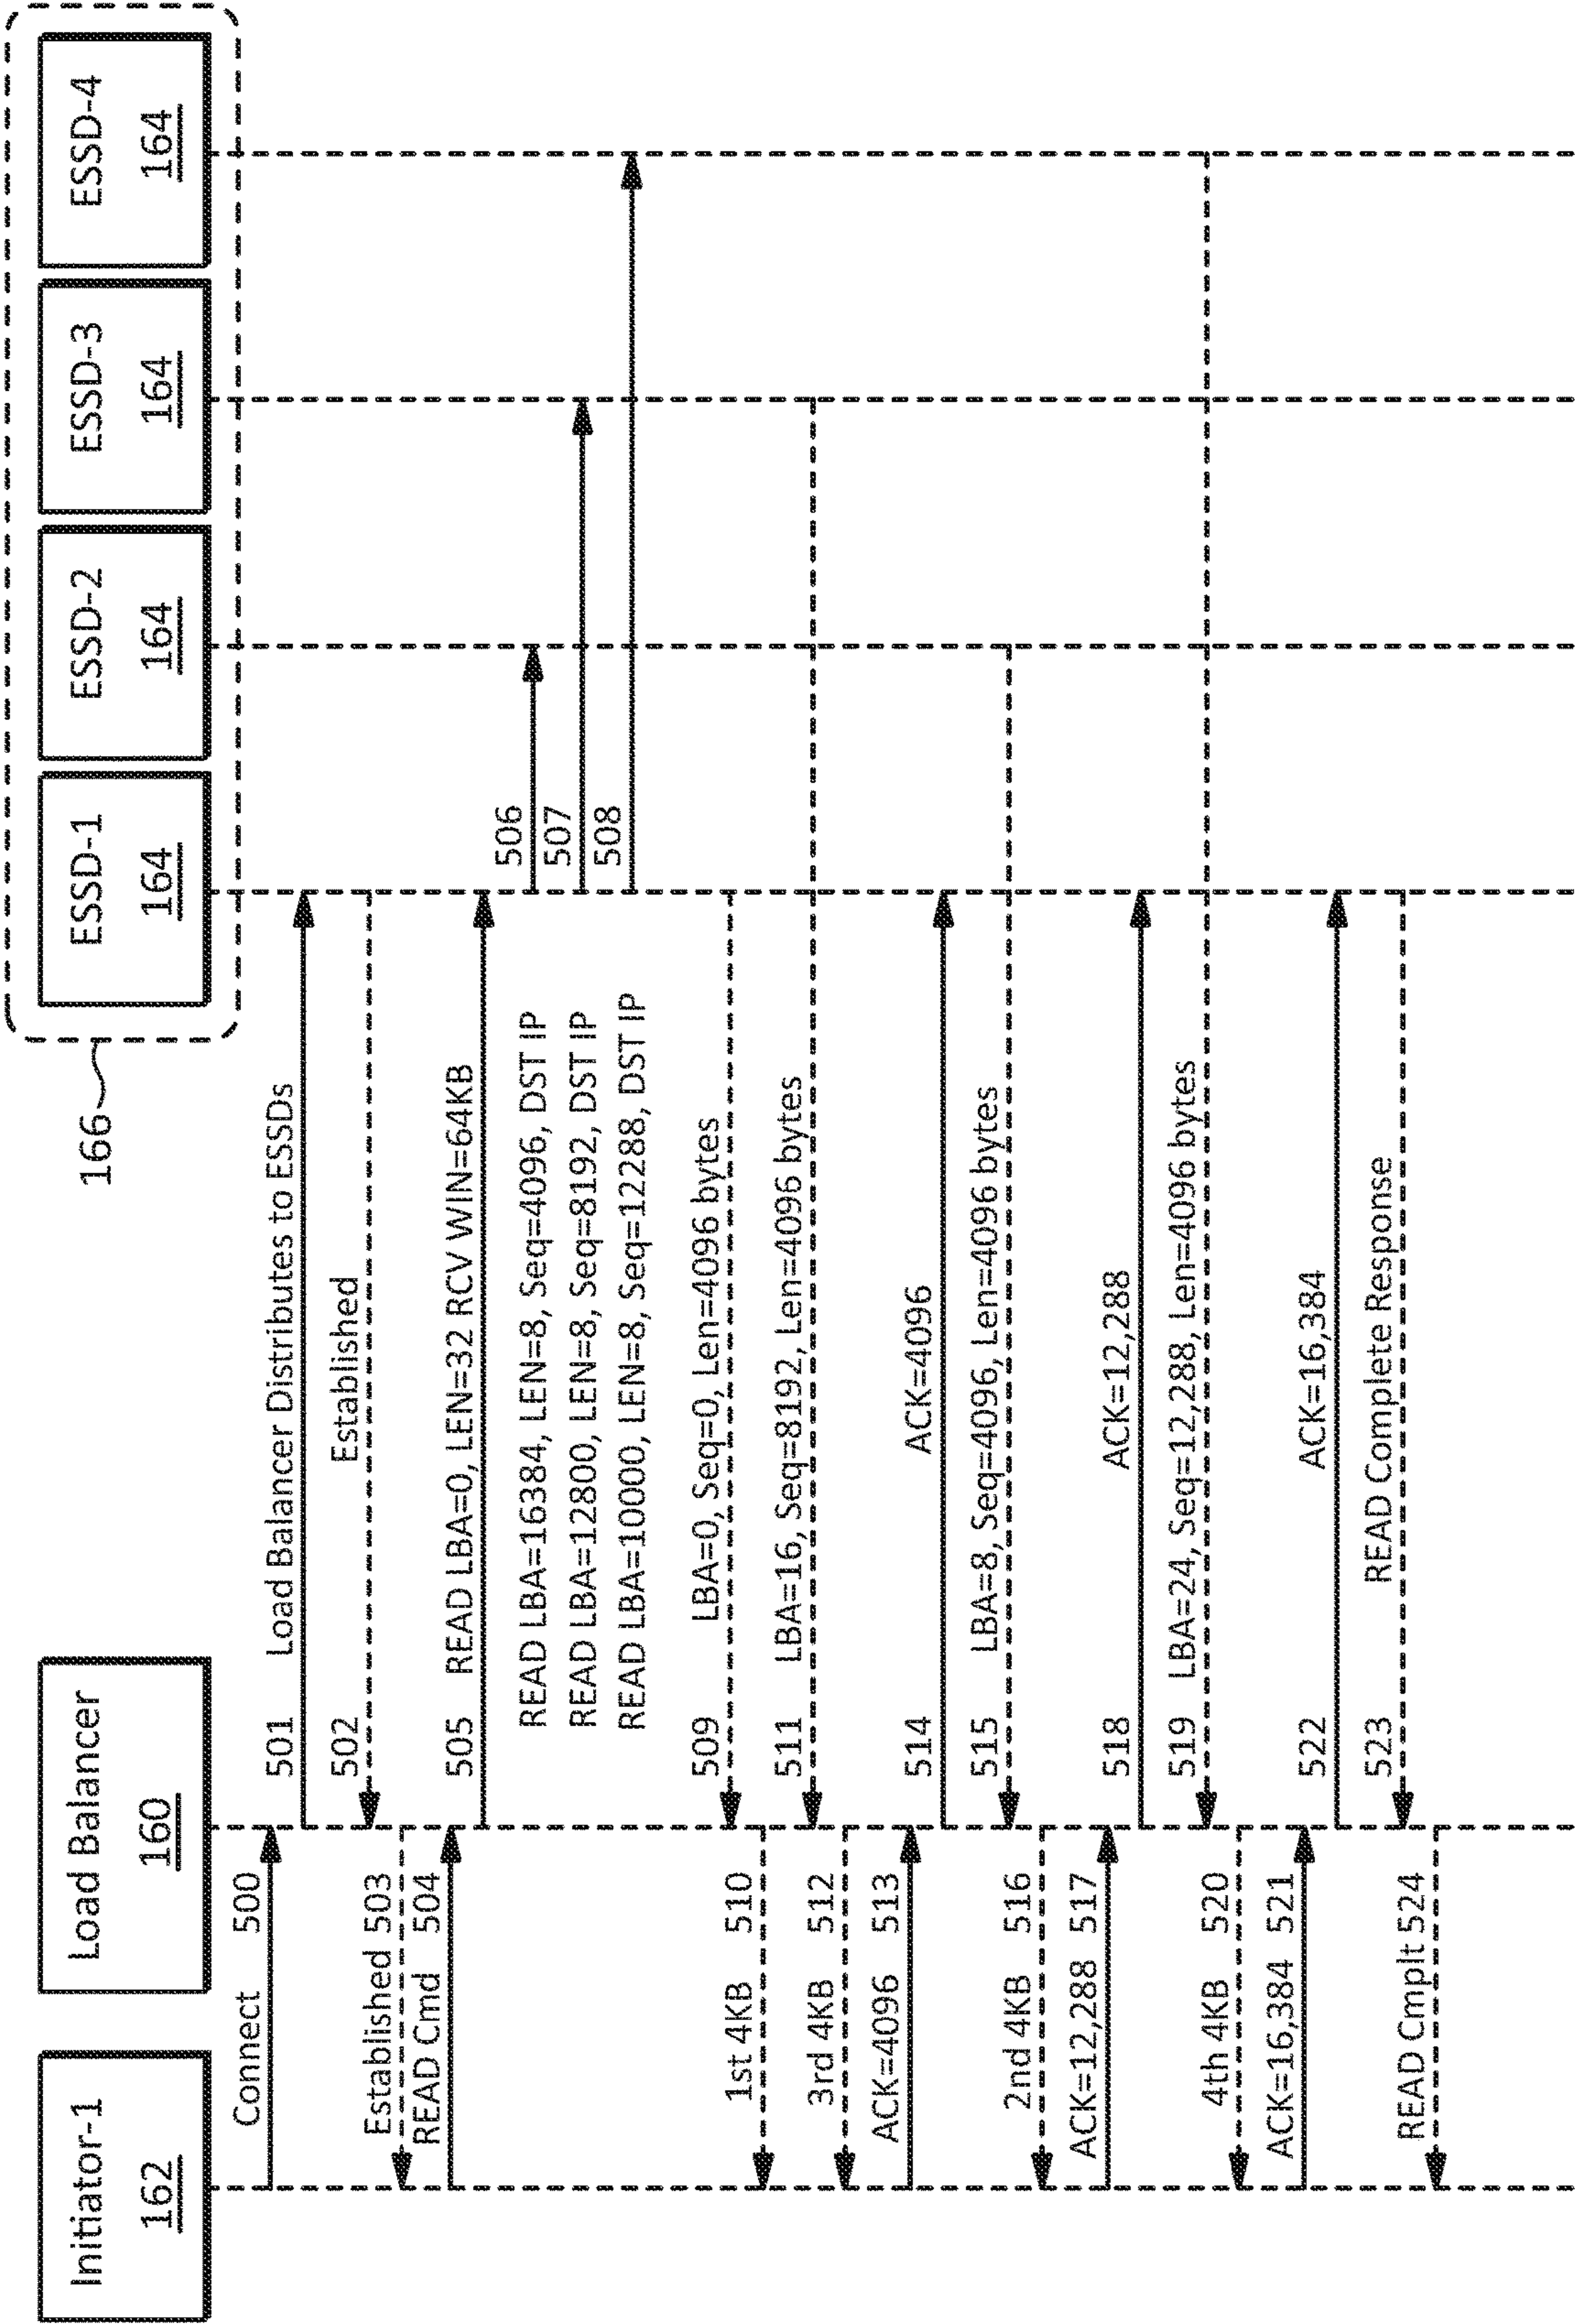 Initiator-1
162
Load Balancer
160
ESSD-1
164
ESSD-2
164
ESSD-3
164
ESSD-4
164
166
Connect 500
501 Load Balancer Distributes to ESSDs
502 Established
Established 503
READ Cmd 504
505 READ LBA=0, LEN=32 RCV WIN=64KB
READ LBA=16384, LEN=8, Seq=4096, DST IP 506
READ LBA=12800, LEN=8, Seq=8192, DST IP 507
READ LBA=10000, LEN=8, Seq=12288, DST IP 508
509 LBA=0, Seq=0, Len=4096 bytes
1st 4KB 510
511 LBA=16, Seq=8192, Len=4096 bytes
3rd 4KB 512
ACK=4096 513
514 ACK=4096
515 LBA=8, Seq=4096, Len=4096 bytes
2nd 4KB 516
ACK=12,288 517
518 ACK=12,288
519 LBA=24, Seq=12,288, Len=4096 bytes
4th 4KB 520
ACK=16,384 521
522 ACK=16,384
523 READ Complete Response
READ Cmplt 524